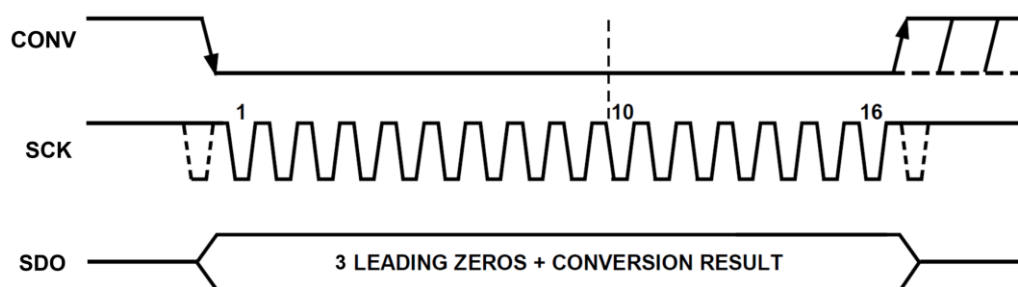 CONV
1 10 16
SCK
SDO 3 LEADING ZEROS + CONVERSION RESULT